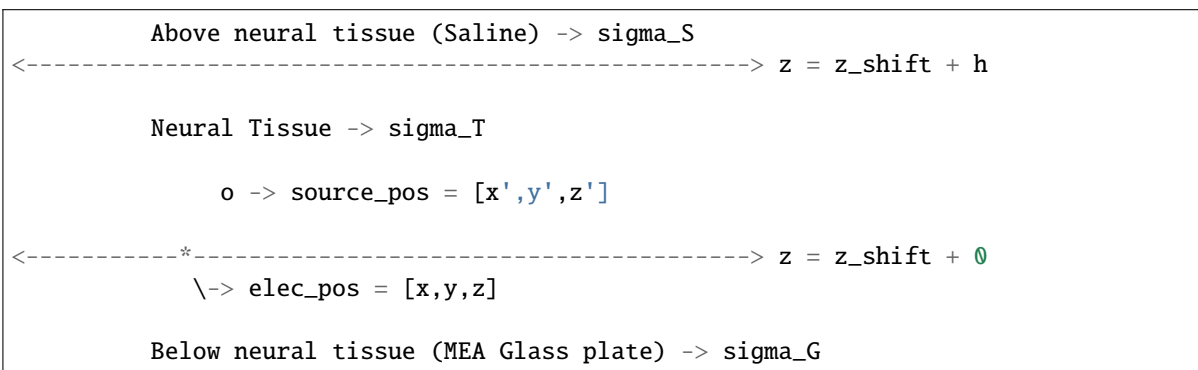 Above neural tissue (Saline) -> sigma_S
<----------------------------------------------------> z = z_shift + h
Neural Tissue -> sigma_T
o -> source_pos = [x',y',z']
<-----------*----------------------------------------> z = z_shift + 0
\-> elec_pos = [x,y,z]
Below neural tissue (MEA Glass plate) -> sigma_G